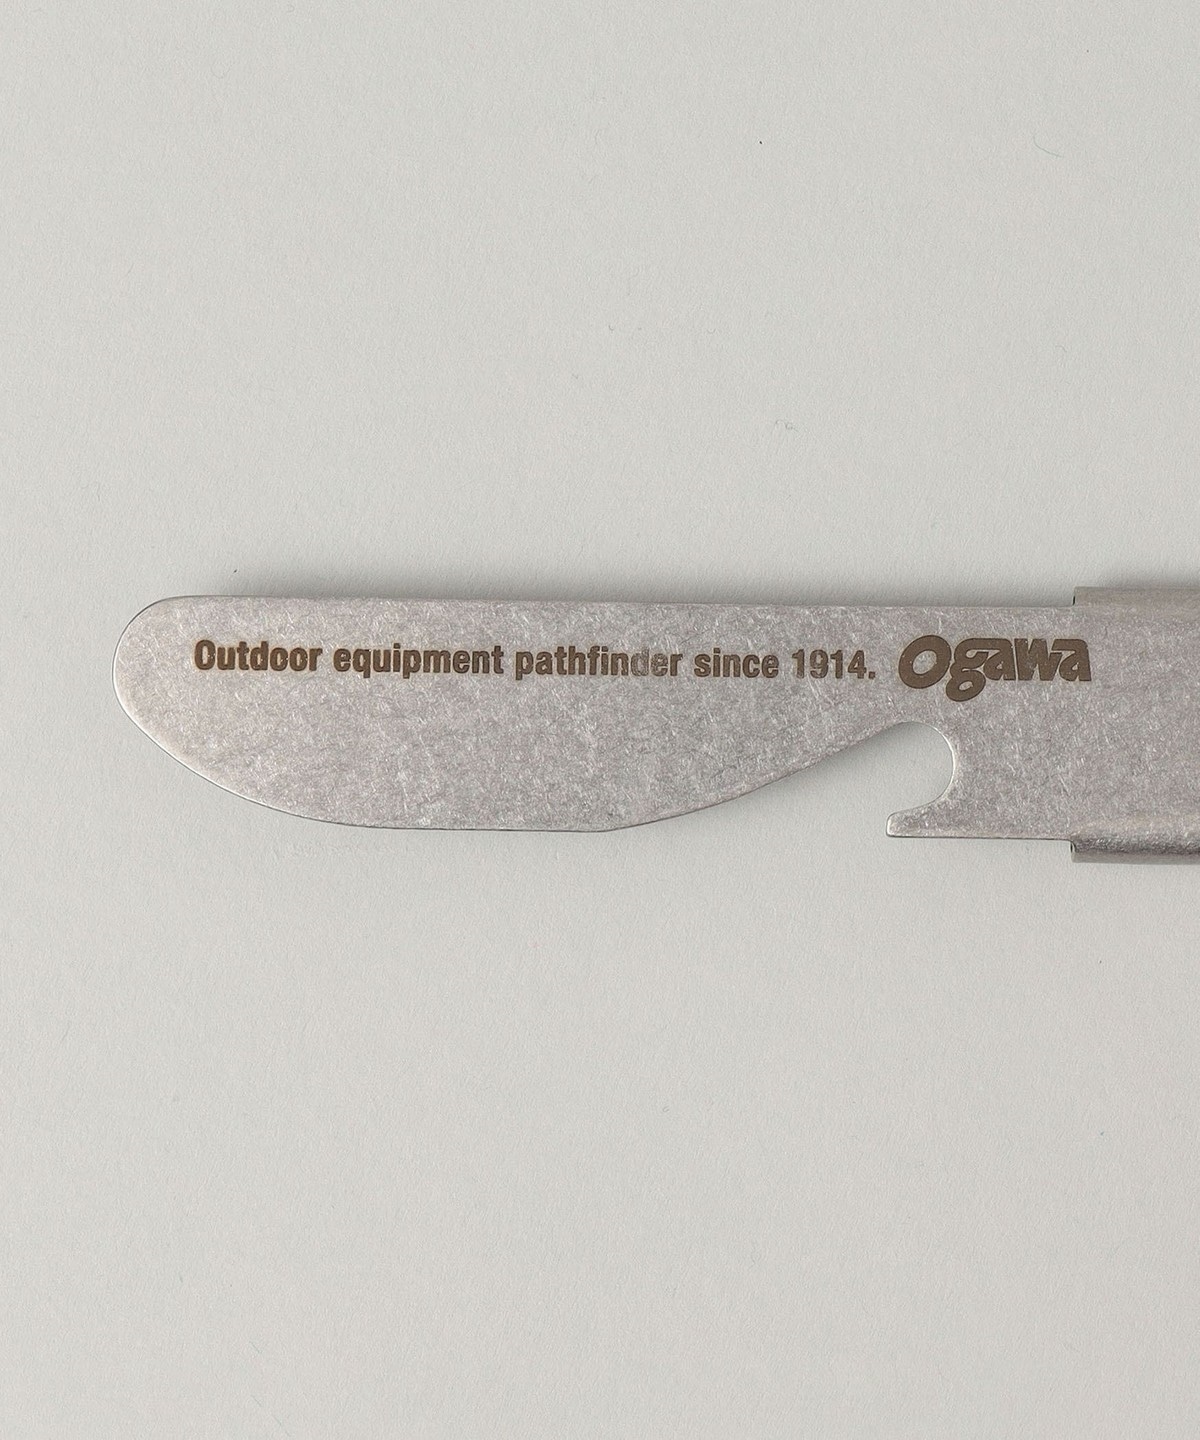 Outdoor equipment pathfinder since 1914. ogawa